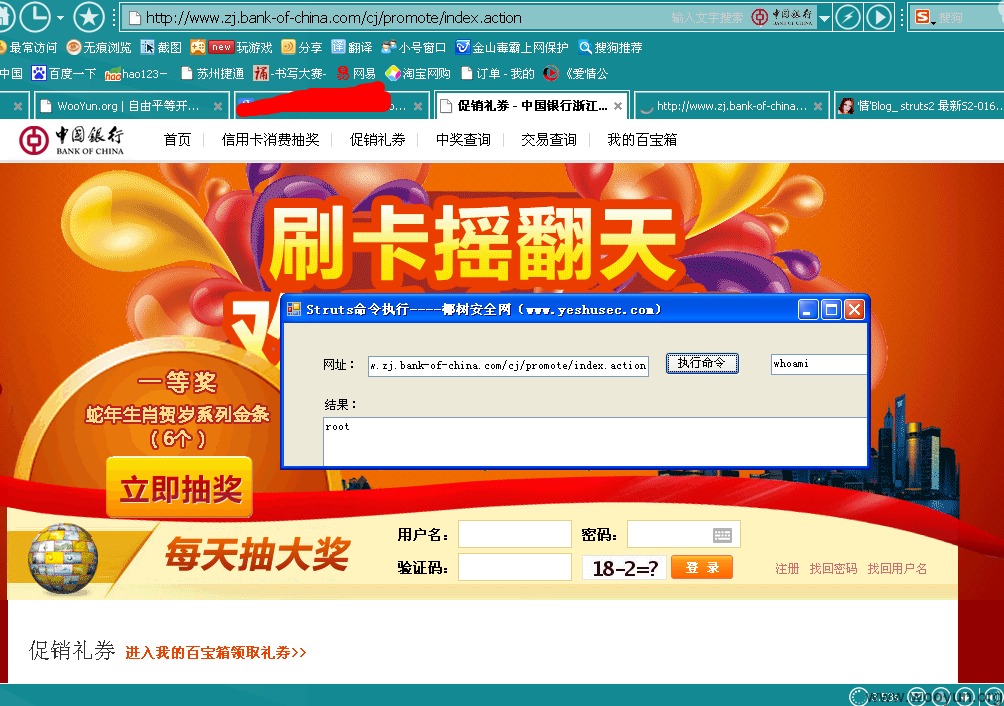 http://www.zj.bank-of-china.com/cj/promote/index.action
输入文字搜索 中国银行
搜狗
最常访问 无痕浏览 截图 new 玩游戏 分享 翻译 小号窗口 金山毒霸上网保护 搜狗推荐
中国 百度一下 hao123- 苏州捷通 -书写大赛- 网易 淘宝网购 订单 - 我的 《爱情公
WooYun.org | 自由平等开... ×
... ×
促销礼券 - 中国银行浙江... ×
http://www.zj.bank-of-china... ×
情'Blog_ struts2 最新S2-016...
中国银行
BANK OF CHINA
首页 信用卡消费抽奖 促销礼券 中奖查询 交易查询 我的百宝箱
刷卡摇翻天
Struts命令执行----椰树安全网（www.yeshusec.com）
网址：
w.zj.bank-of-china.com/cj/promote/index.action
执行命令
whoami
结果：
root
一等奖
蛇年生肖贺岁系列金条
（6个）
立即抽奖
每天抽大奖
用户名：
密码：
验证码：
18-2=?
登 录
注册 找回密码 找回用户名
促销礼券 进入我的百宝箱领取礼券>>